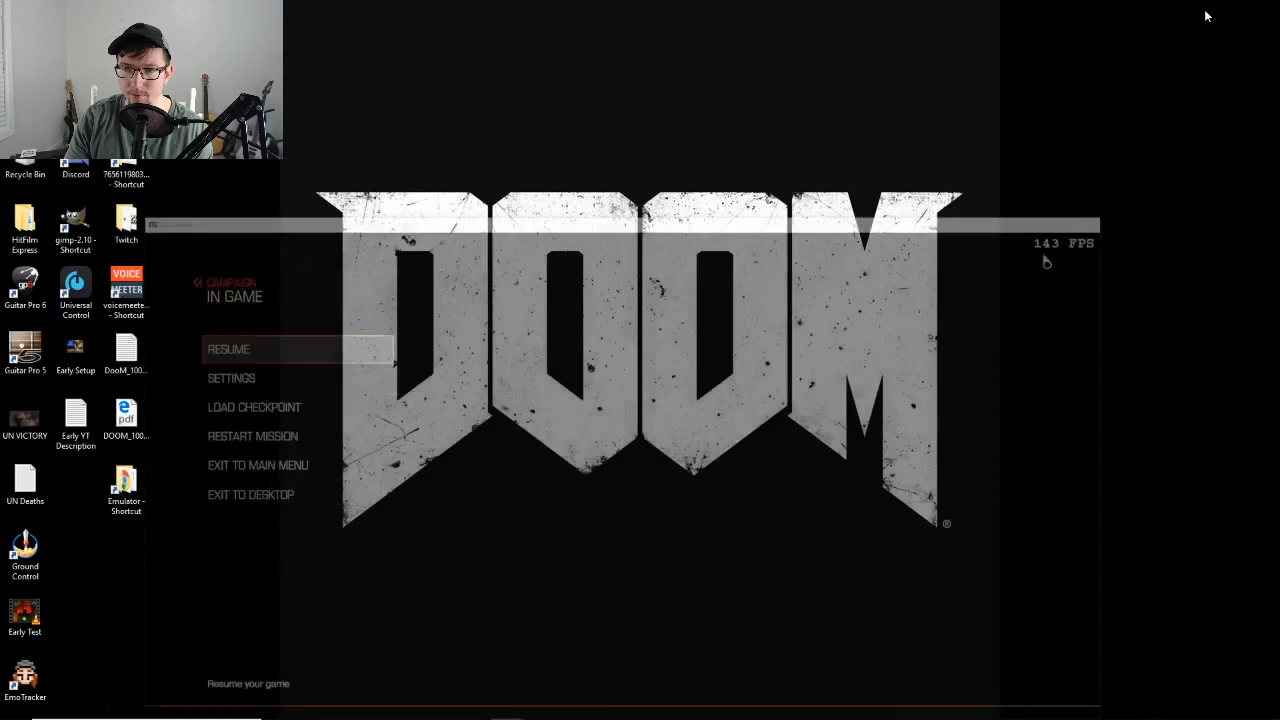 DOOM
®
143 FPS
CAMPAIGN
IN GAME
RESUME
SETTINGS
LOAD CHECKPOINT
RESTART MISSION
EXIT TO MAIN MENU
EXIT TO DESKTOP
Resume your game
Recycle Bin
Discord
7656119803...
- Shortcut
HitFilm
Express
gimp-2.10 -
Shortcut
Twitch
Guitar Pro 6
Universal
Control
VOICE
MEETER
voicemeete...
- Shortcut
Guitar Pro 5
Early Setup
DooM_100...
UN VICTORY
Early YT
Description
DOOM_100...
UN Deaths
Emulator -
Shortcut
Ground
Control
Early Test
EmoTracker